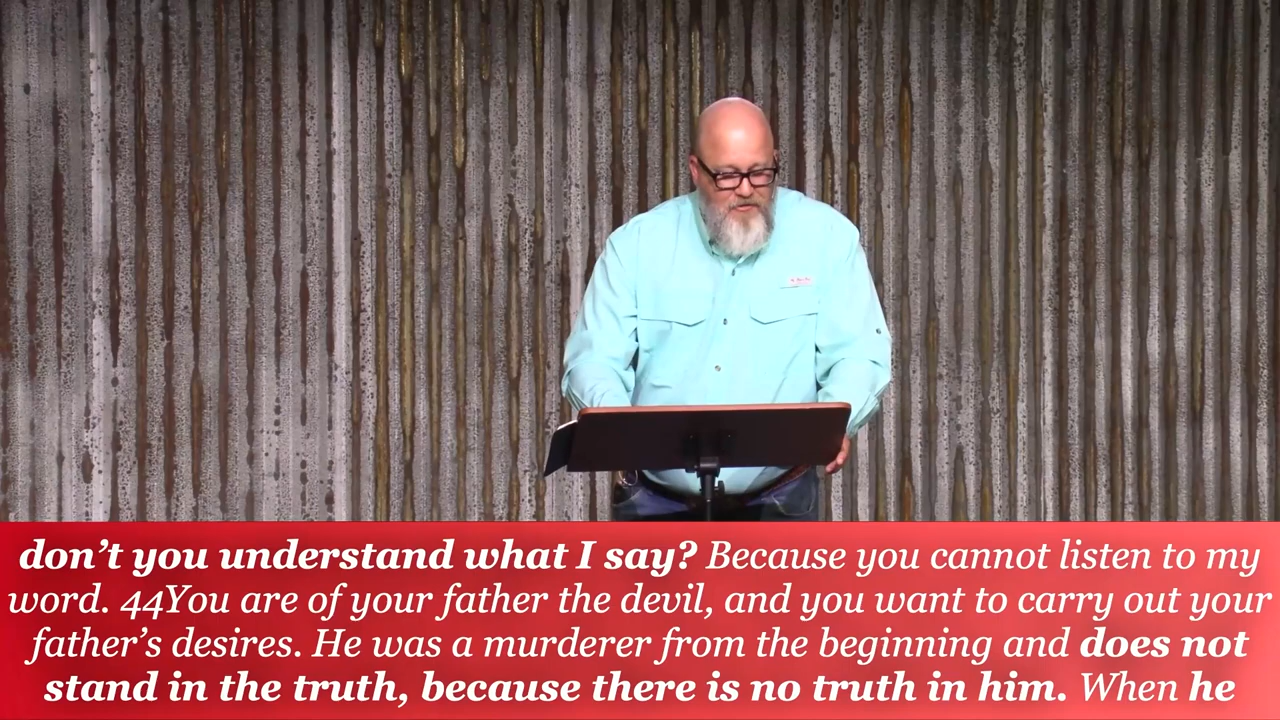 don’t you understand what I say? Because you cannot listen to my
word. 44You are of your father the devil, and you want to carry out your
father’s desires. He was a murderer from the beginning and does not
stand in the truth, because there is no truth in him. When he